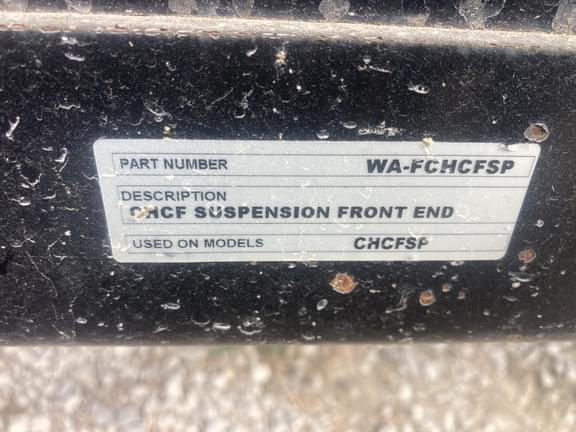 PART NUMBER WA-FCHCFSP
DESCRIPTION
CHCF SUSPENSION FRONT END
USED ON MODELS CHCFSP